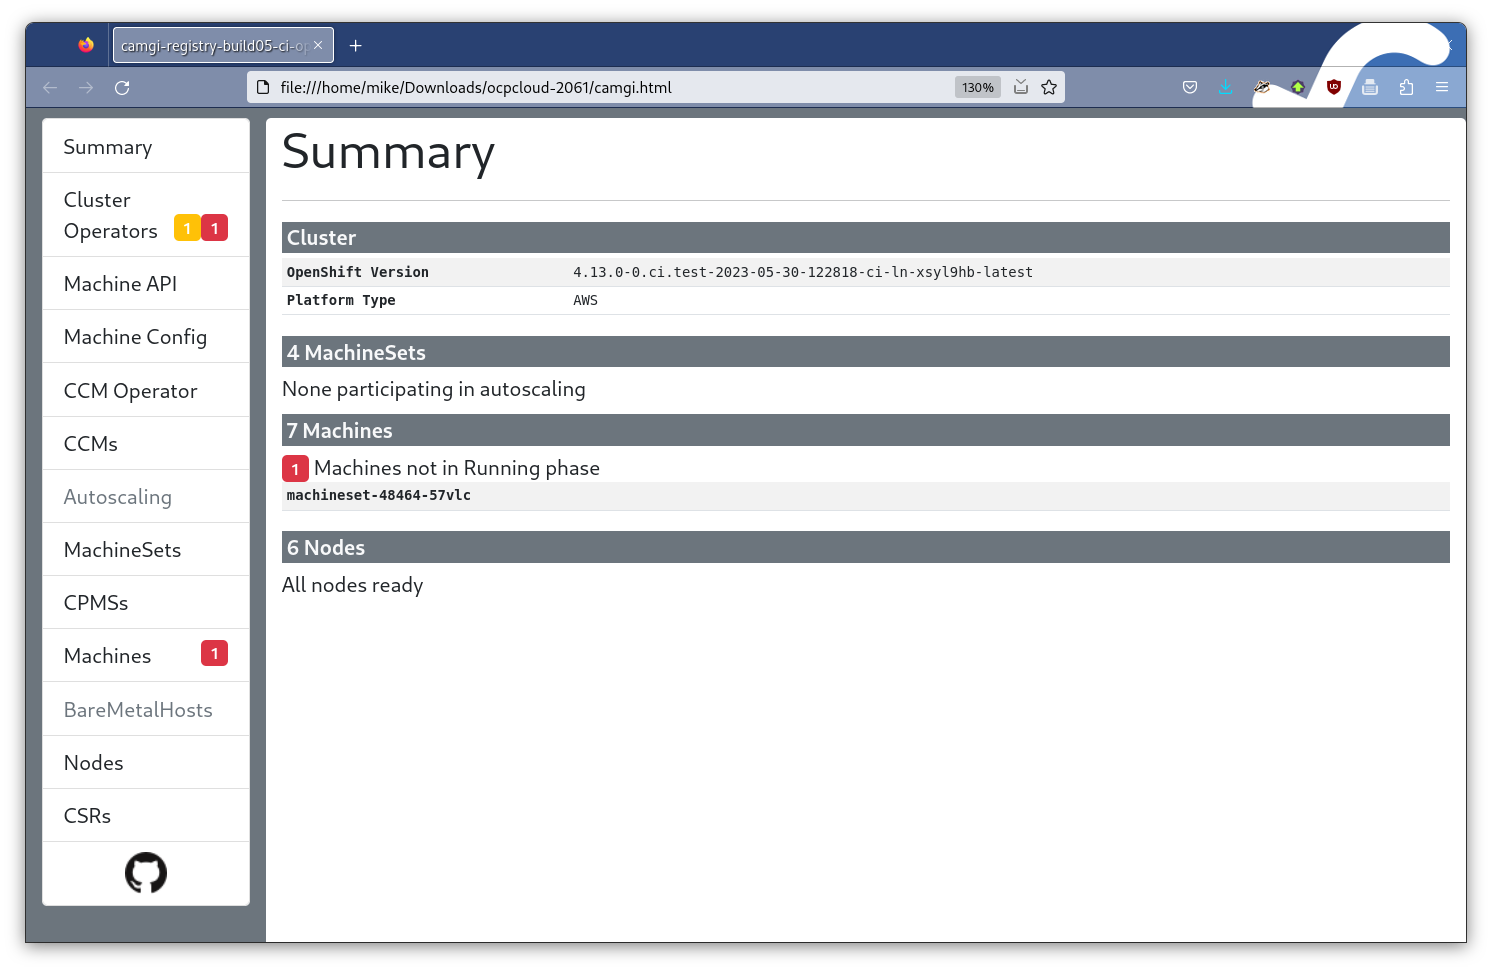 camgi-registry-build05-ci-op
file:///home/mike/Downloads/ocpcloud-2061/camgi.html
130%
Summary
Cluster
Operators 1 1
Machine API
Machine Config
CCM Operator
CCMs
Autoscaling
MachineSets
CPMSs
Machines 1
BareMetalHosts
Nodes
CSRs
Summary
Cluster
OpenShift Version 4.13.0-0.ci.test-2023-05-30-122818-ci-ln-xsyl9hb-latest
Platform Type AWS
4 MachineSets
None participating in autoscaling
7 Machines
1 Machines not in Running phase
machineset-48464-57vlc
6 Nodes
All nodes ready